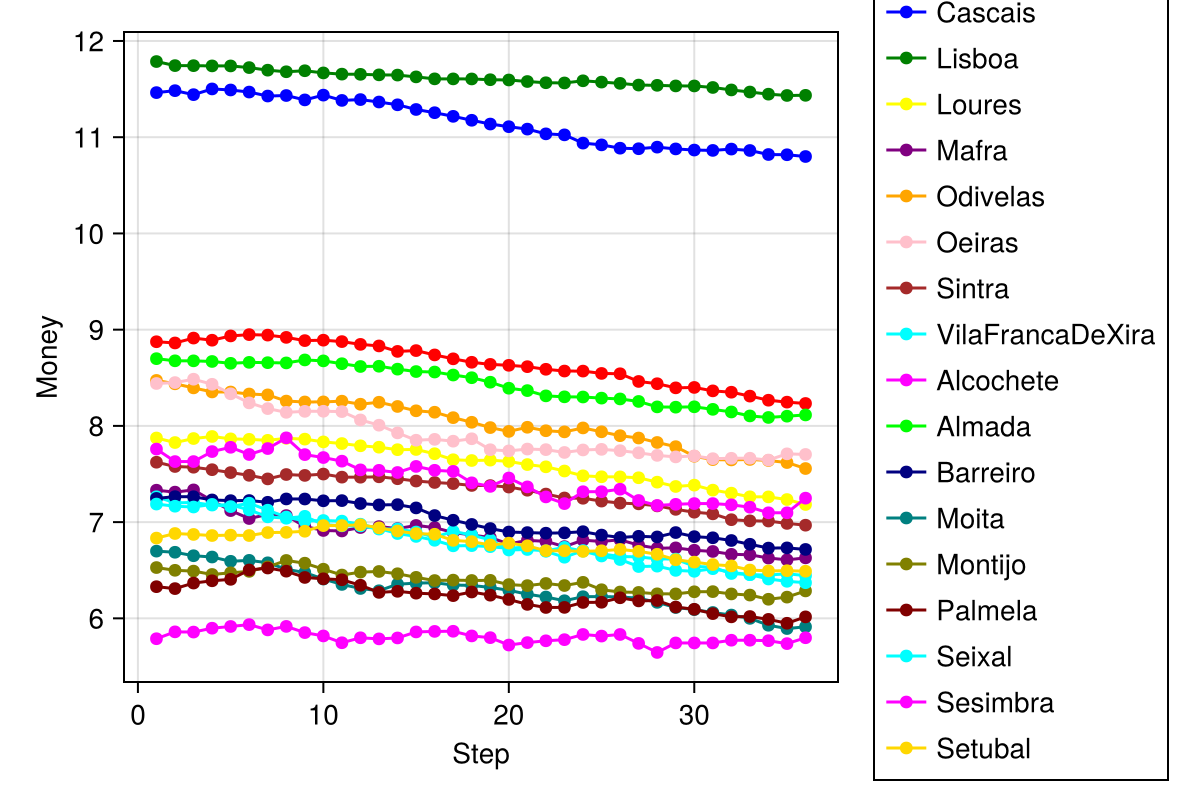 12
11
10
9
8
7
6
Money
0
10
20
30
Step
Cascais
Lisboa
Loures
Mafra
Odivelas
Oeiras
Sintra
VilaFrancaDeXira
Alcochete
Almada
Barreiro
Moita
Montijo
Palmela
Seixal
Sesimbra
Setubal